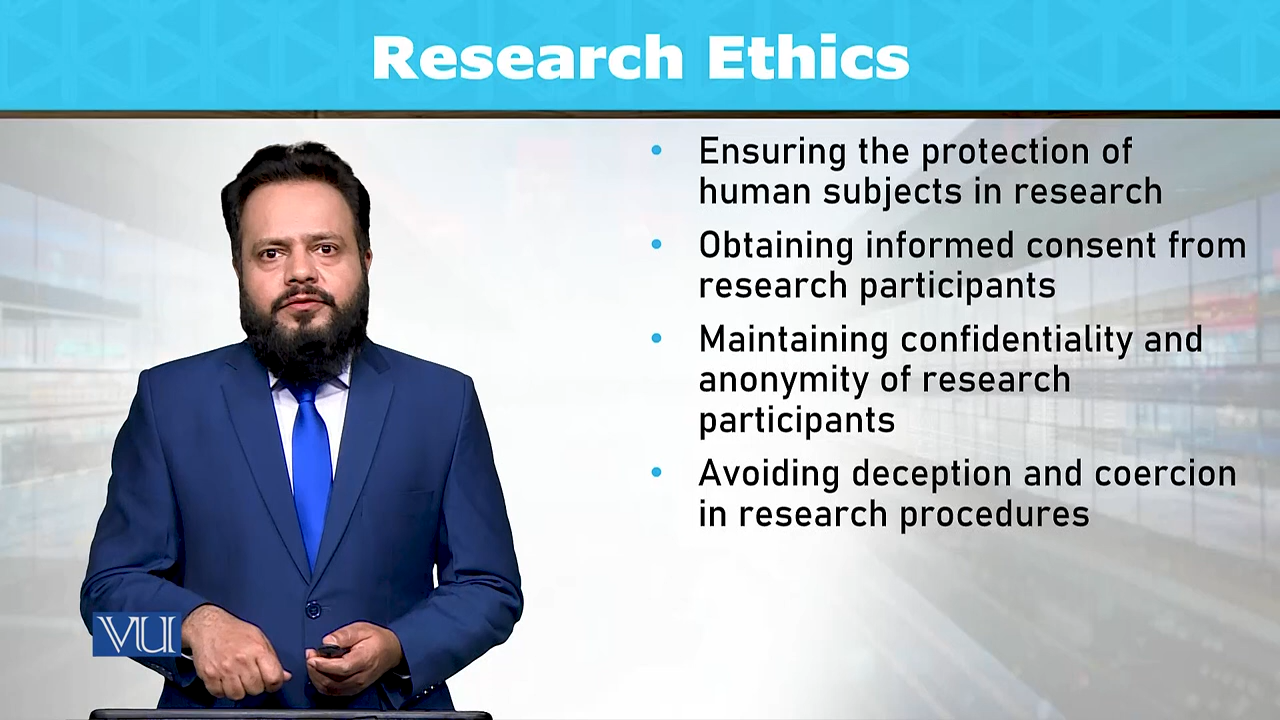 Research Ethics
• Ensuring the protection of
human subjects in research
• Obtaining informed consent from
research participants
• Maintaining confidentiality and
anonymity of research
participants
• Avoiding deception and coercion
in research procedures
VU